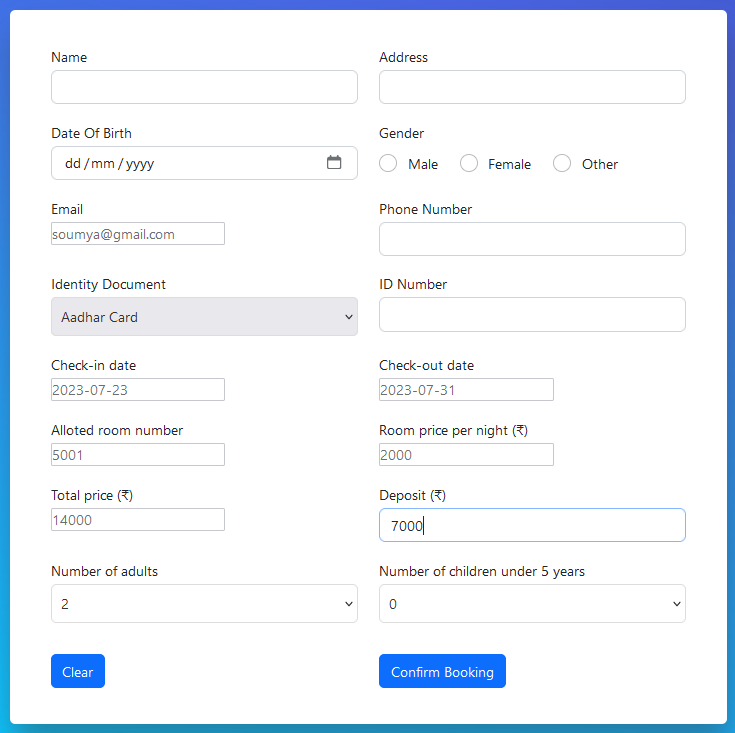 Name Address
Date Of Birth Gender
dd/mm/yyyy Male Female Other
Email Phone Number
soumya@gmail.com
Identity Document ID Number
Aadhar Card
Check-in date Check-out date
2023-07-23 2023-07-31
Alloted room number Room price per night (₹)
5001 2000
Total price (₹) Deposit (₹)
14000 7000
Number of adults Number of children under 5 years
2 0
Clear Confirm Booking